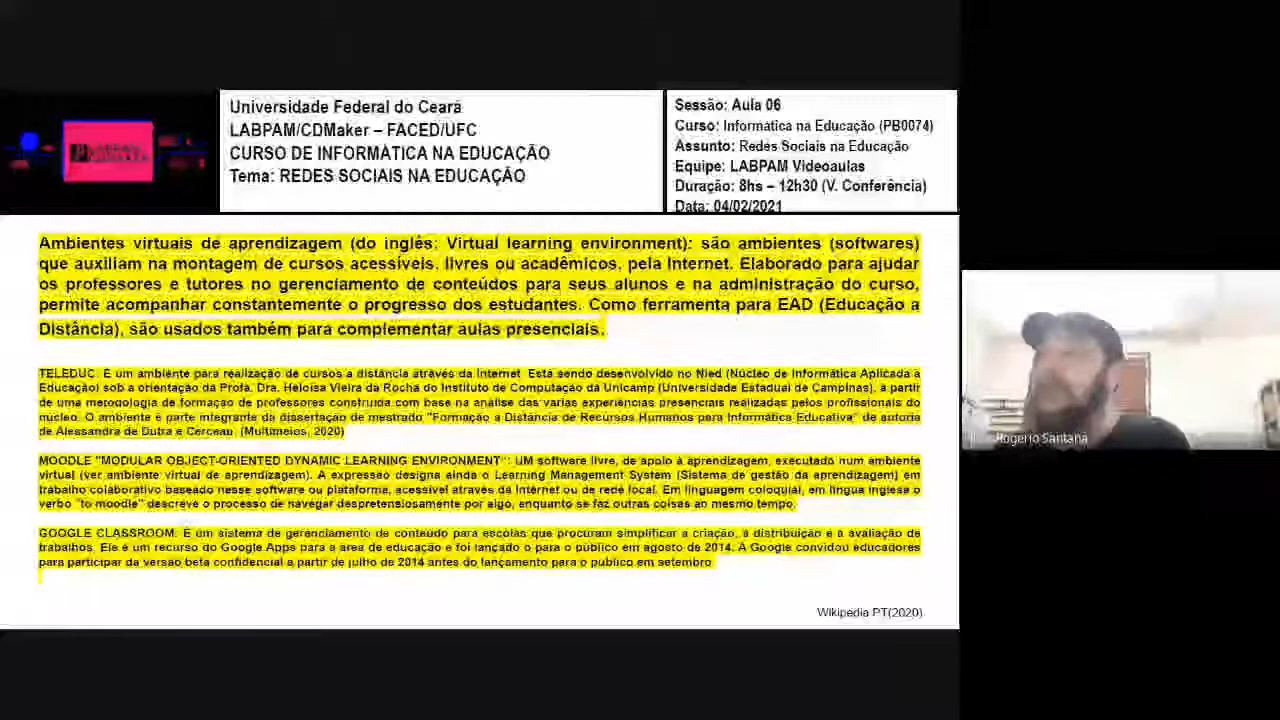 Universidade Federal do Ceará
LABPAM/CDMaker – FACED/UFC
CURSO DE INFORMÁTICA NA EDUCAÇÃO
Tema: REDES SOCIAIS NA EDUCAÇÃO
Sessão: Aula 06
Curso: Informática na Educação (PB0074)
Assunto: Redes Sociais na Educação
Equipe: LABPAM Videoaulas
Duração: 8hs – 12h30 (V. Conferência)
Data: 04/02/2021
Ambientes virtuais de aprendizagem (do inglês: Virtual learning environment): são ambientes (softwares)
que auxiliam na montagem de cursos acessíveis, livres ou acadêmicos, pela Internet. Elaborado para ajudar
os professores e tutores no gerenciamento de conteúdos para seus alunos e na administração do curso,
permite acompanhar constantemente o progresso dos estudantes. Como ferramenta para EAD (Educação a
Distância), são usados também para complementar aulas presenciais.
TELEDUC: É um ambiente para realização de cursos a distância através da Internet. Está sendo desenvolvido no Nied (Núcleo de Informática Aplicada a
Educação) sob a orientação da Profa. Dra. Heloísa Vieira da Rocha do Instituto de Computação da Unicamp (Universidade Estadual de Campinas), a partir
de uma metodologia de formação de professores construída com base na análise das várias experiências presenciais realizadas pelos profissionais do
núcleo. O ambiente é parte integrante da dissertação de mestrado "Formação a Distância de Recursos Humanos para Informática Educativa" de autoria
de Alessandra de Dutra e Cerceau. (Multimeios, 2020)
MOODLE "MODULAR OBJECT-ORIENTED DYNAMIC LEARNING ENVIRONMENT": UM software livre, de apoio à aprendizagem, executado num ambiente
virtual (ver ambiente virtual de aprendizagem). A expressão designa ainda o Learning Management System (Sistema de gestão da aprendizagem) em
trabalho colaborativo baseado nesse software ou plataforma, acessível através da Internet ou de rede local. Em linguagem coloquial, em língua inglesa o
verbo "to moodle" descreve o processo de navegar despretensiosamente por algo, enquanto se faz outras coisas ao mesmo tempo.
GOOGLE CLASSROOM: É um sistema de gerenciamento de conteúdo para escolas que procuram simplificar a criação, a distribuição e a avaliação de
trabalhos. Ele é um recurso do Google Apps para a área de educação e foi lançado o para o público em agosto de 2014. A Google convidou educadores
para participar da versão beta confidencial a partir de julho de 2014 antes do lançamento para o público em setembro
Wikipedia PT(2020)
Rogerio Santana